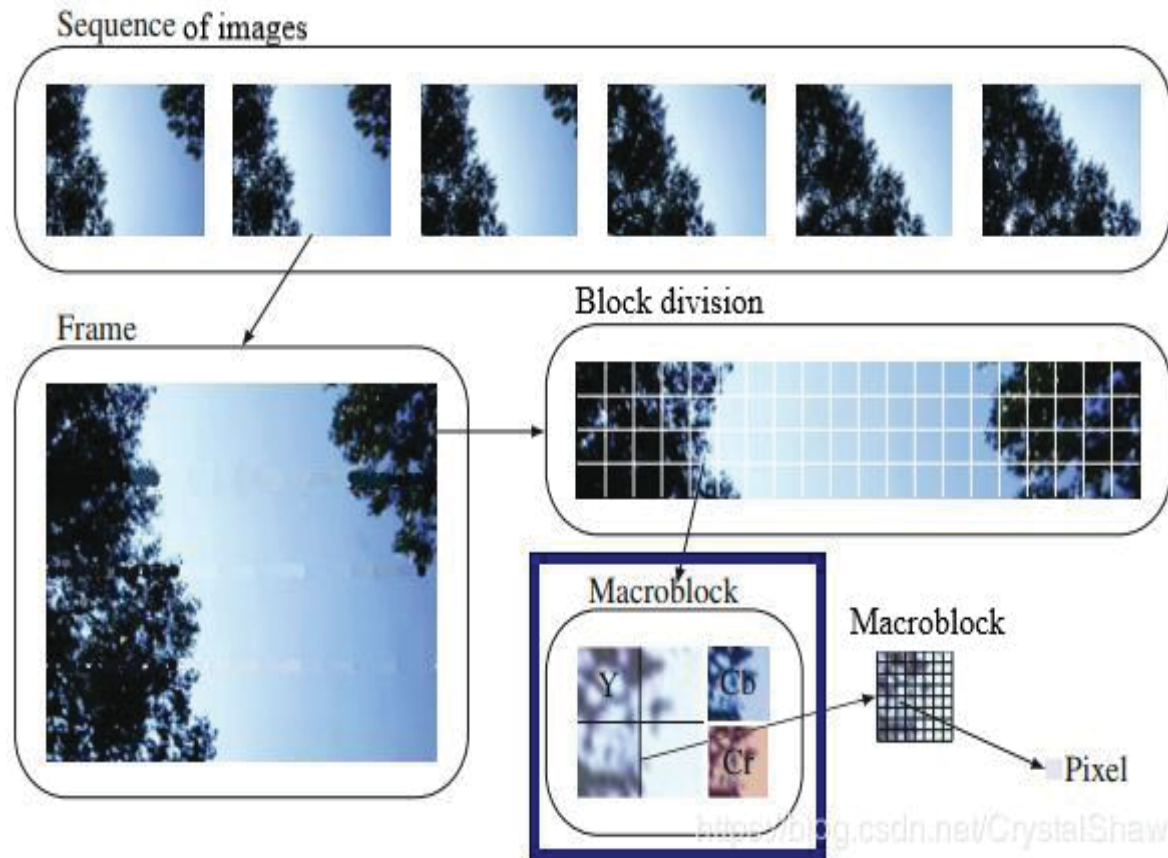 Sequence of images
Frame
Block division
Macroblock
Y
Cb
Cr
Macroblock
Pixel
https://blog.csdn.net/CrystalShaw